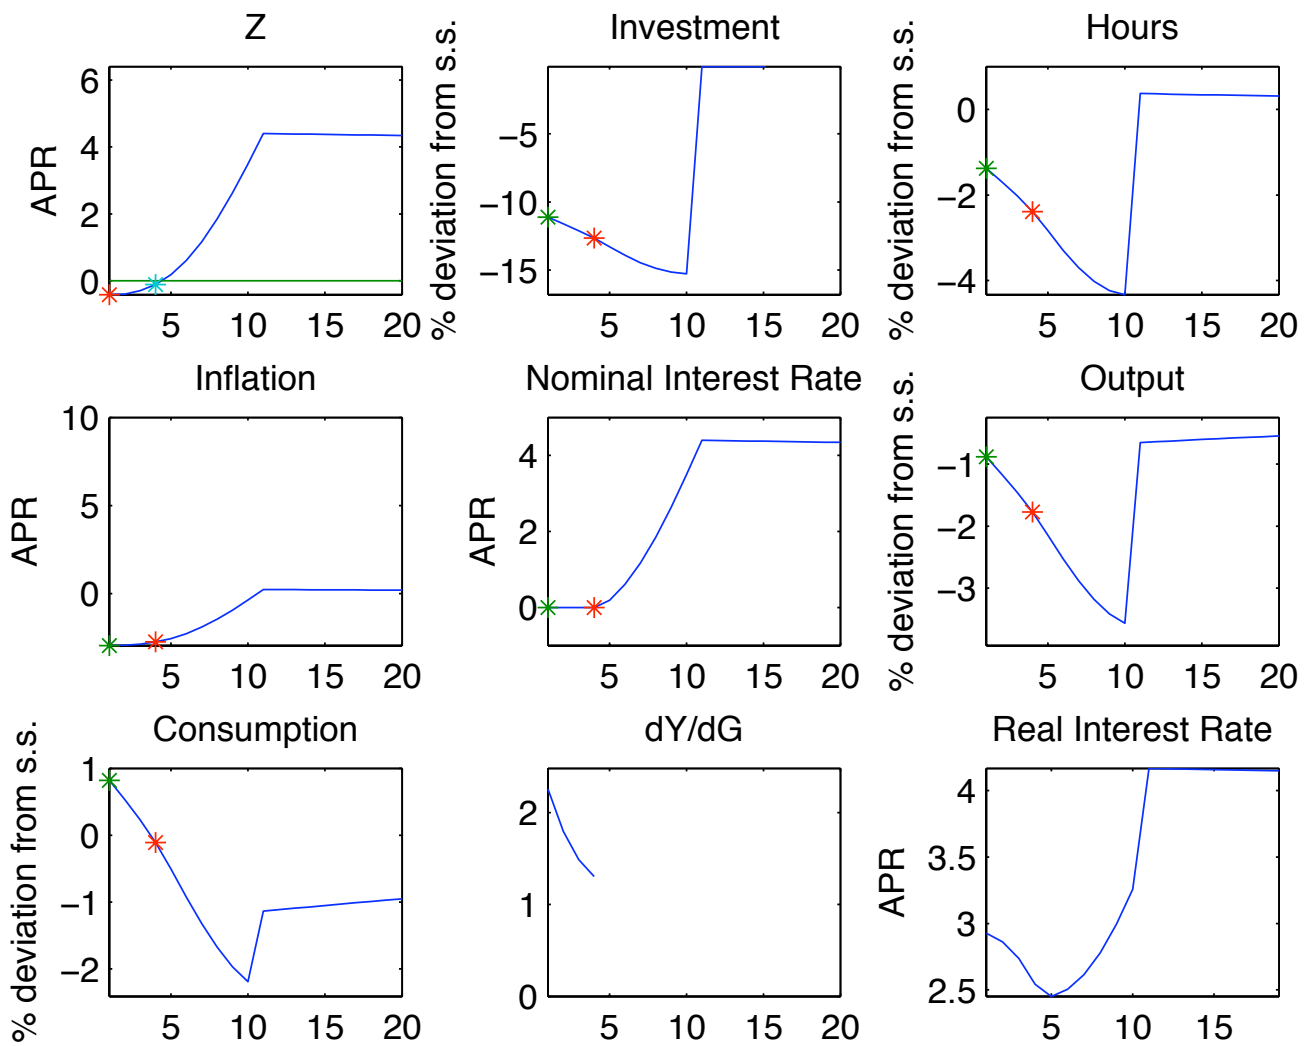 Z
APR
6
4
2
0
5 10 15 20
Investment
% deviation from s.s.
−5
−10
−15
5 10 15 20
Hours
% deviation from s.s.
0
−2
−4
5 10 15 20
Inflation
APR
10
5
0
5 10 15 20
Nominal Interest Rate
APR
4
2
0
5 10 15 20
Output
% deviation from s.s.
−1
−2
−3
5 10 15 20
Consumption
% deviation from s.s.
1
0
−1
−2
5 10 15 20
dY/dG
2
1
0
5 10 15 20
Real Interest Rate
APR
4
3.5
3
2.5
5 10 15